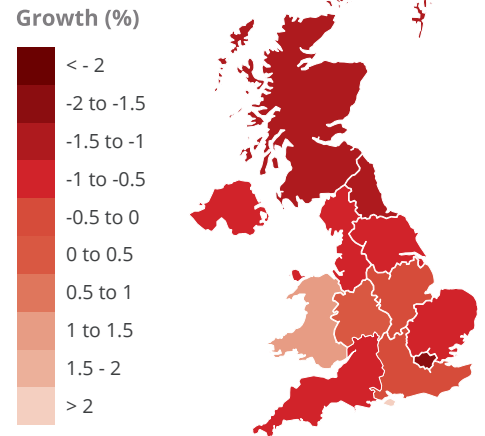 Growth (%)
< - 2
-2 to -1.5
-1.5 to -1
-1 to -0.5
-0.5 to 0
0 to 0.5
0.5 to 1
1 to 1.5
1.5 - 2
> 2